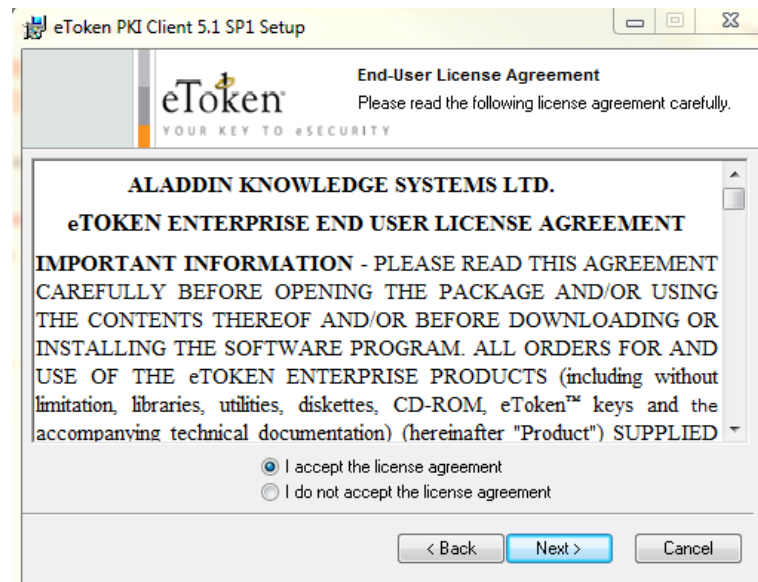 eToken PKI Client 5.1 SP1 Setup
eToken
YOUR KEY TO eSECURITY
End-User License Agreement
Please read the following license agreement carefully.
ALADDIN KNOWLEDGE SYSTEMS LTD.
eTOKEN ENTERPRISE END USER LICENSE AGREEMENT
IMPORTANT INFORMATION - PLEASE READ THIS AGREEMENT
CAREFULLY BEFORE OPENING THE PACKAGE AND/OR USING
THE CONTENTS THEREOF AND/OR BEFORE DOWNLOADING OR
INSTALLING THE SOFTWARE PROGRAM. ALL ORDERS FOR AND
USE OF THE eTOKEN ENTERPRISE PRODUCTS (including without
limitation, libraries, utilities, diskettes, CD-ROM, eToken™ keys and the
accompanying technical documentation) (hereinafter "Product") SUPPLIED
I accept the license agreement
I do not accept the license agreement
< Back Next > Cancel